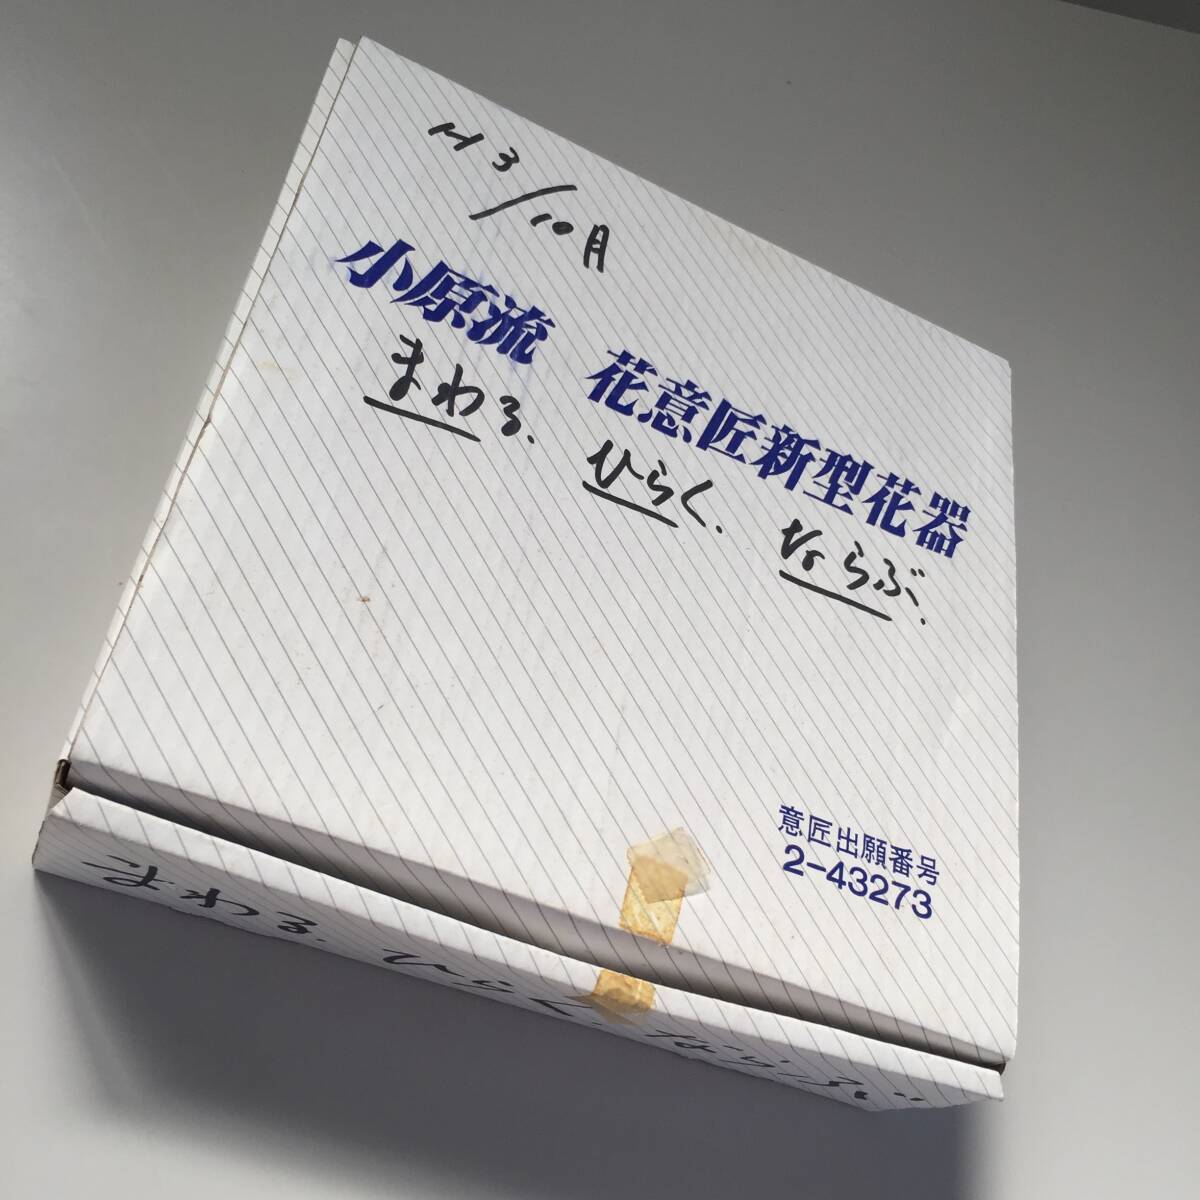 H3/10月
小原流 花意匠新型花器
まわる. ひらく. ならぶ.
意匠出願番号
2-43273
まわる. ひらく. ならぶ